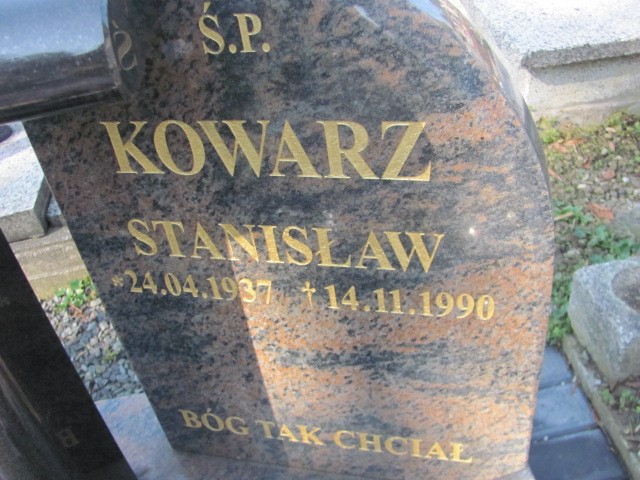 Ś.P.
KOWARZ
STANISŁAW
*24.04.1937 †14.11.1990
BÓG TAK CHCIAŁ